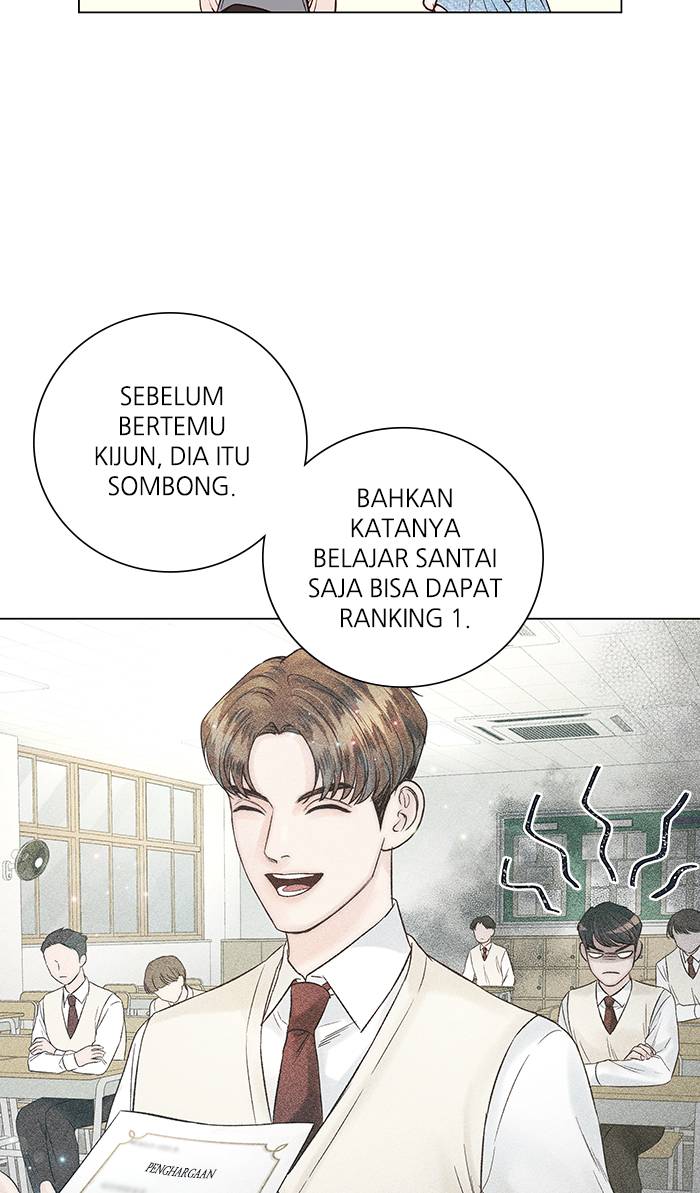 SEBELUM
BERTEMU
KIJUN, DIA ITU
SOMBONG.
BAHKAN
KATANYA
BELAJAR SANTAI
SAJA BISA DAPAT
RANKING 1.
PENGHARGAAN